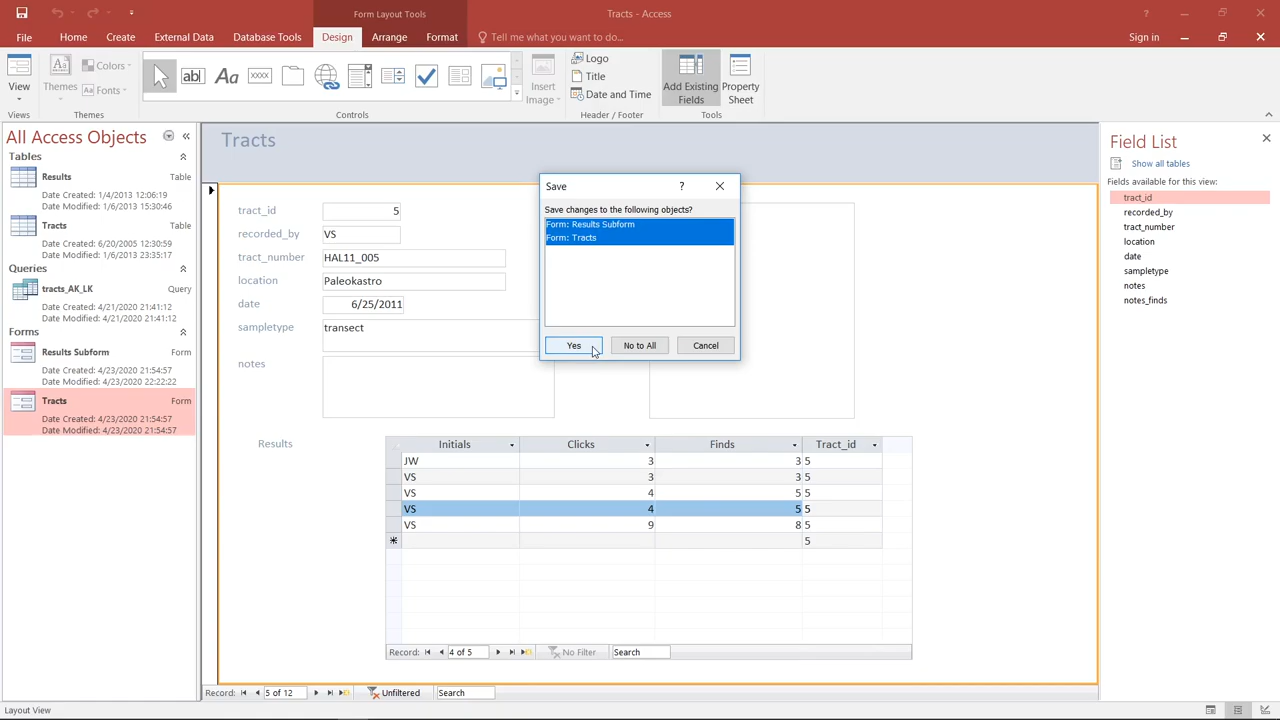 Form Layout Tools
Tracts - Access
File
Home
Create
External Data
Database Tools
Design
Arrange
Format
Tell me what you want to do...
Sign in
View
Themes
Colors
Fonts
ab|
Aa
XXXX
Insert
Image
Logo
Title
Date and Time
Add Existing
Fields
Property
Sheet
Views
Themes
Controls
Header / Footer
Tools
All Access Objects
Tables
Results Table
Date Created: 1/4/2013 12:06:19
Date Modified: 1/6/2013 15:30:46
Tracts Table
Date Created: 6/20/2005 12:30:59
Date Modified: 1/6/2013 23:35:17
Queries
tracts_AK_LK Query
Date Created: 4/21/2020 21:41:12
Date Modified: 4/21/2020 21:41:12
Forms
Results Subform Form
Date Created: 4/23/2020 21:54:57
Date Modified: 4/23/2020 22:22:22
Tracts Form
Date Created: 4/23/2020 21:54:57
Date Modified: 4/23/2020 21:54:57
Tracts
tract_id 5
recorded_by VS
tract_number HAL11_005
location Paleokastro
date 6/25/2011
sampletype transect
notes
Save ?
Save changes to the following objects?
Form: Results Subform
Form: Tracts
Yes No to All Cancel
Results
Initials Clicks Finds Tract_id
JW 3 3 5
VS 3 3 5
VS 4 5 5
VS 4 5 5
VS 9 8 5
5
Record: 4 of 5 No Filter Search
Record: 5 of 12 Unfiltered Search
Field List
Show all tables
Fields available for this view:
tract_id
recorded_by
tract_number
location
date
sampletype
notes
notes_finds
Layout View